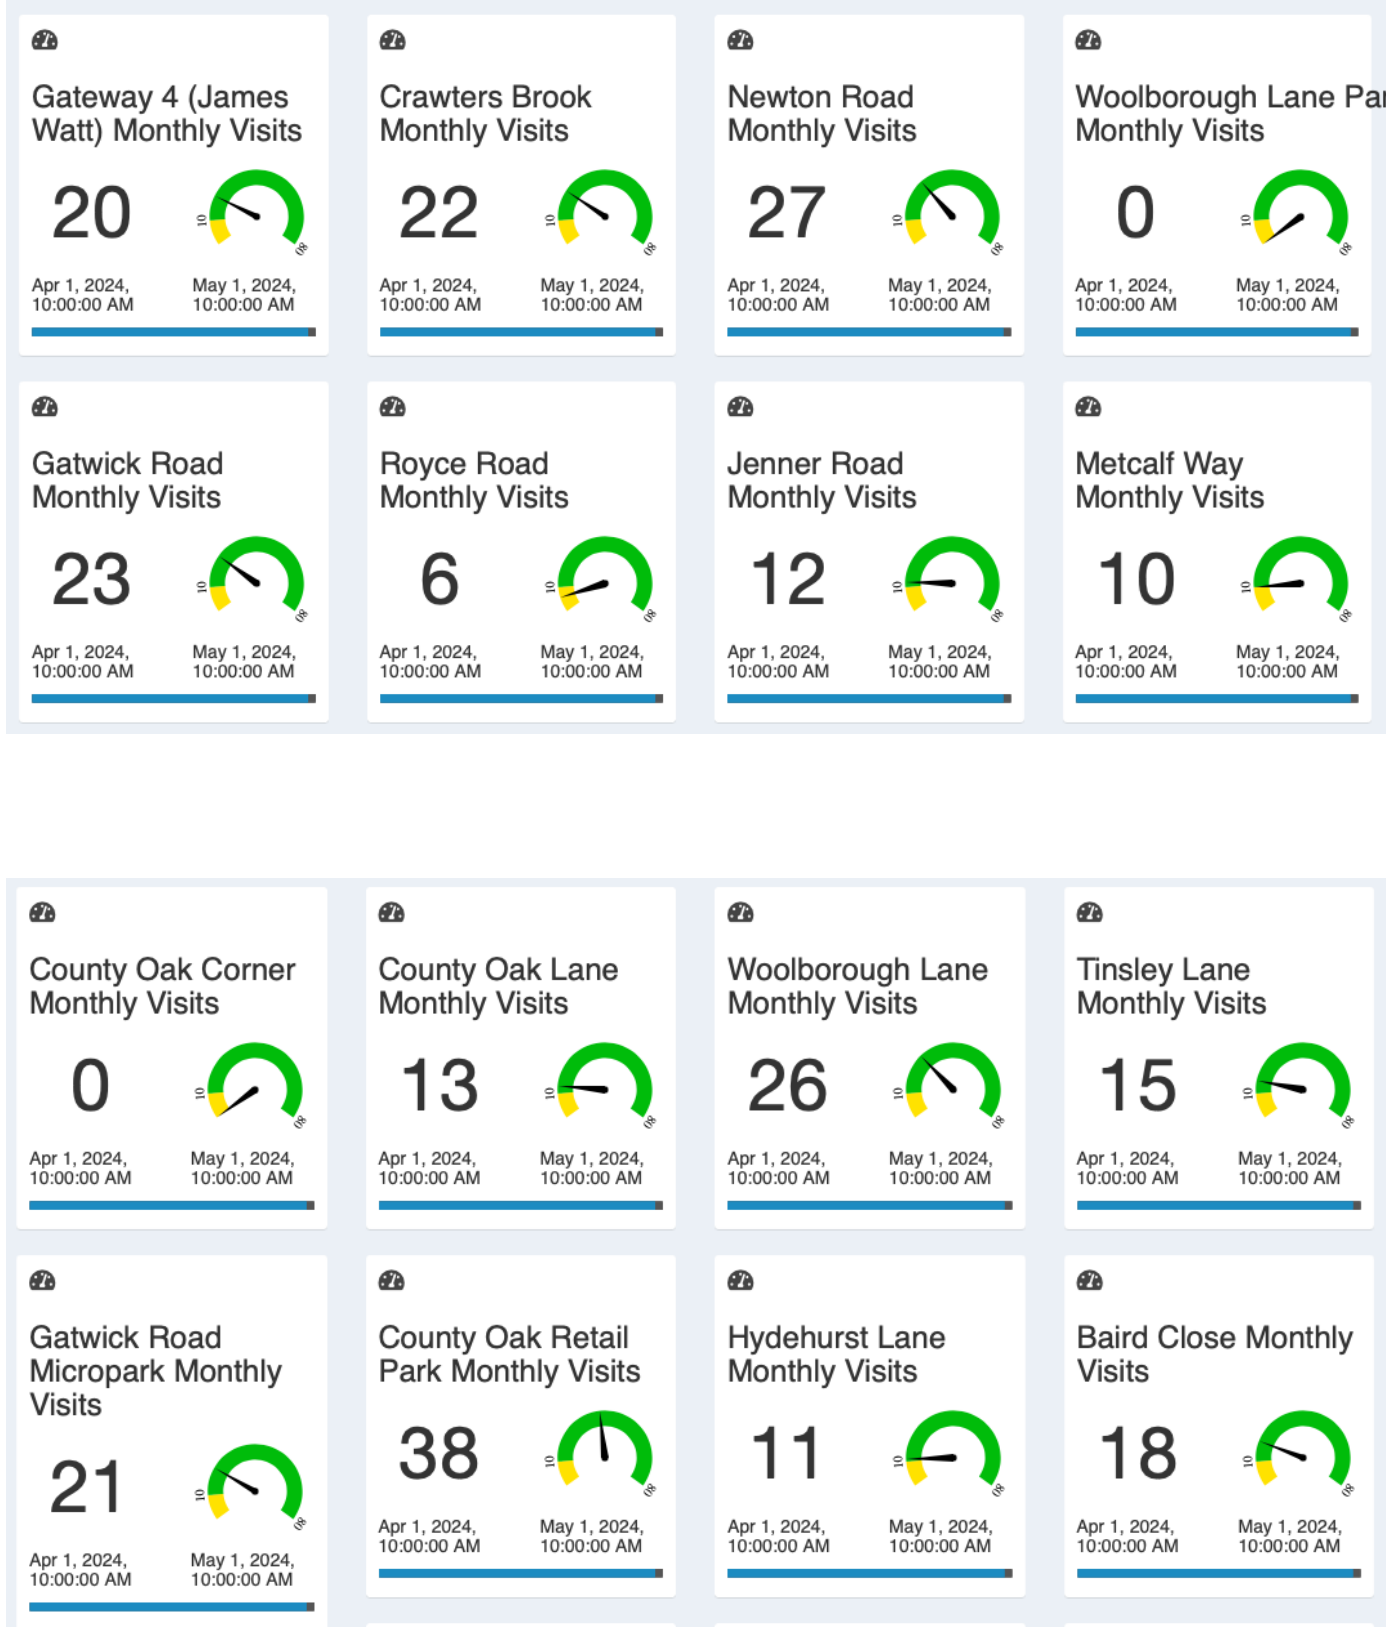 Gateway 4 (James
Watt) Monthly Visits
20
10
80
Apr 1, 2024,
10:00:00 AM
May 1, 2024,
10:00:00 AM
Crawters Brook
Monthly Visits
22
10
80
Apr 1, 2024,
10:00:00 AM
May 1, 2024,
10:00:00 AM
Newton Road
Monthly Visits
27
10
80
Apr 1, 2024,
10:00:00 AM
May 1, 2024,
10:00:00 AM
Woolborough Lane Par
Monthly Visits
0
10
80
Apr 1, 2024,
10:00:00 AM
May 1, 2024,
10:00:00 AM
Gatwick Road
Monthly Visits
23
10
80
Apr 1, 2024,
10:00:00 AM
May 1, 2024,
10:00:00 AM
Royce Road
Monthly Visits
6
10
80
Apr 1, 2024,
10:00:00 AM
May 1, 2024,
10:00:00 AM
Jenner Road
Monthly Visits
12
10
80
Apr 1, 2024,
10:00:00 AM
May 1, 2024,
10:00:00 AM
Metcalf Way
Monthly Visits
10
10
80
Apr 1, 2024,
10:00:00 AM
May 1, 2024,
10:00:00 AM
County Oak Corner
Monthly Visits
0
10
80
Apr 1, 2024,
10:00:00 AM
May 1, 2024,
10:00:00 AM
County Oak Lane
Monthly Visits
13
10
80
Apr 1, 2024,
10:00:00 AM
May 1, 2024,
10:00:00 AM
Woolborough Lane
Monthly Visits
26
10
80
Apr 1, 2024,
10:00:00 AM
May 1, 2024,
10:00:00 AM
Tinsley Lane
Monthly Visits
15
10
80
Apr 1, 2024,
10:00:00 AM
May 1, 2024,
10:00:00 AM
Gatwick Road
Micropark Monthly
Visits
21
10
80
Apr 1, 2024,
10:00:00 AM
May 1, 2024,
10:00:00 AM
County Oak Retail
Park Monthly Visits
38
10
80
Apr 1, 2024,
10:00:00 AM
May 1, 2024,
10:00:00 AM
Hydehurst Lane
Monthly Visits
11
10
80
Apr 1, 2024,
10:00:00 AM
May 1, 2024,
10:00:00 AM
Baird Close Monthly
Visits
18
10
80
Apr 1, 2024,
10:00:00 AM
May 1, 2024,
10:00:00 AM